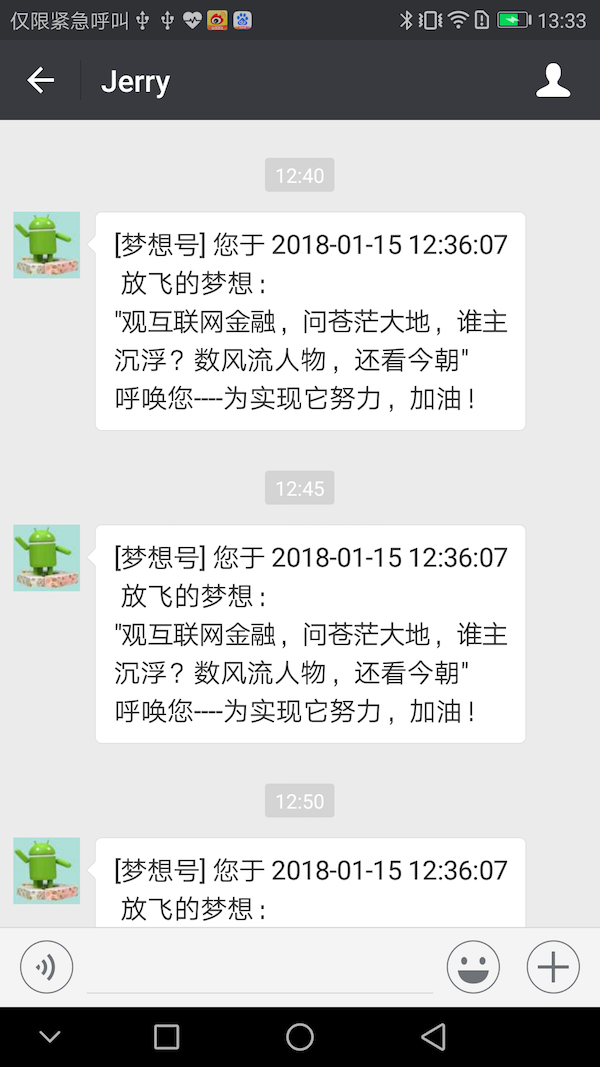 仅限紧急呼叫 13:33
Jerry
12:40
[梦想号] 您于 2018-01-15 12:36:07
放飞的梦想：
"观互联网金融，问苍茫大地，谁主
沉浮？数风流人物，还看今朝"
呼唤您----为实现它努力，加油！
12:45
[梦想号] 您于 2018-01-15 12:36:07
放飞的梦想：
"观互联网金融，问苍茫大地，谁主
沉浮？数风流人物，还看今朝"
呼唤您----为实现它努力，加油！
12:50
[梦想号] 您于 2018-01-15 12:36:07
放飞的梦想：